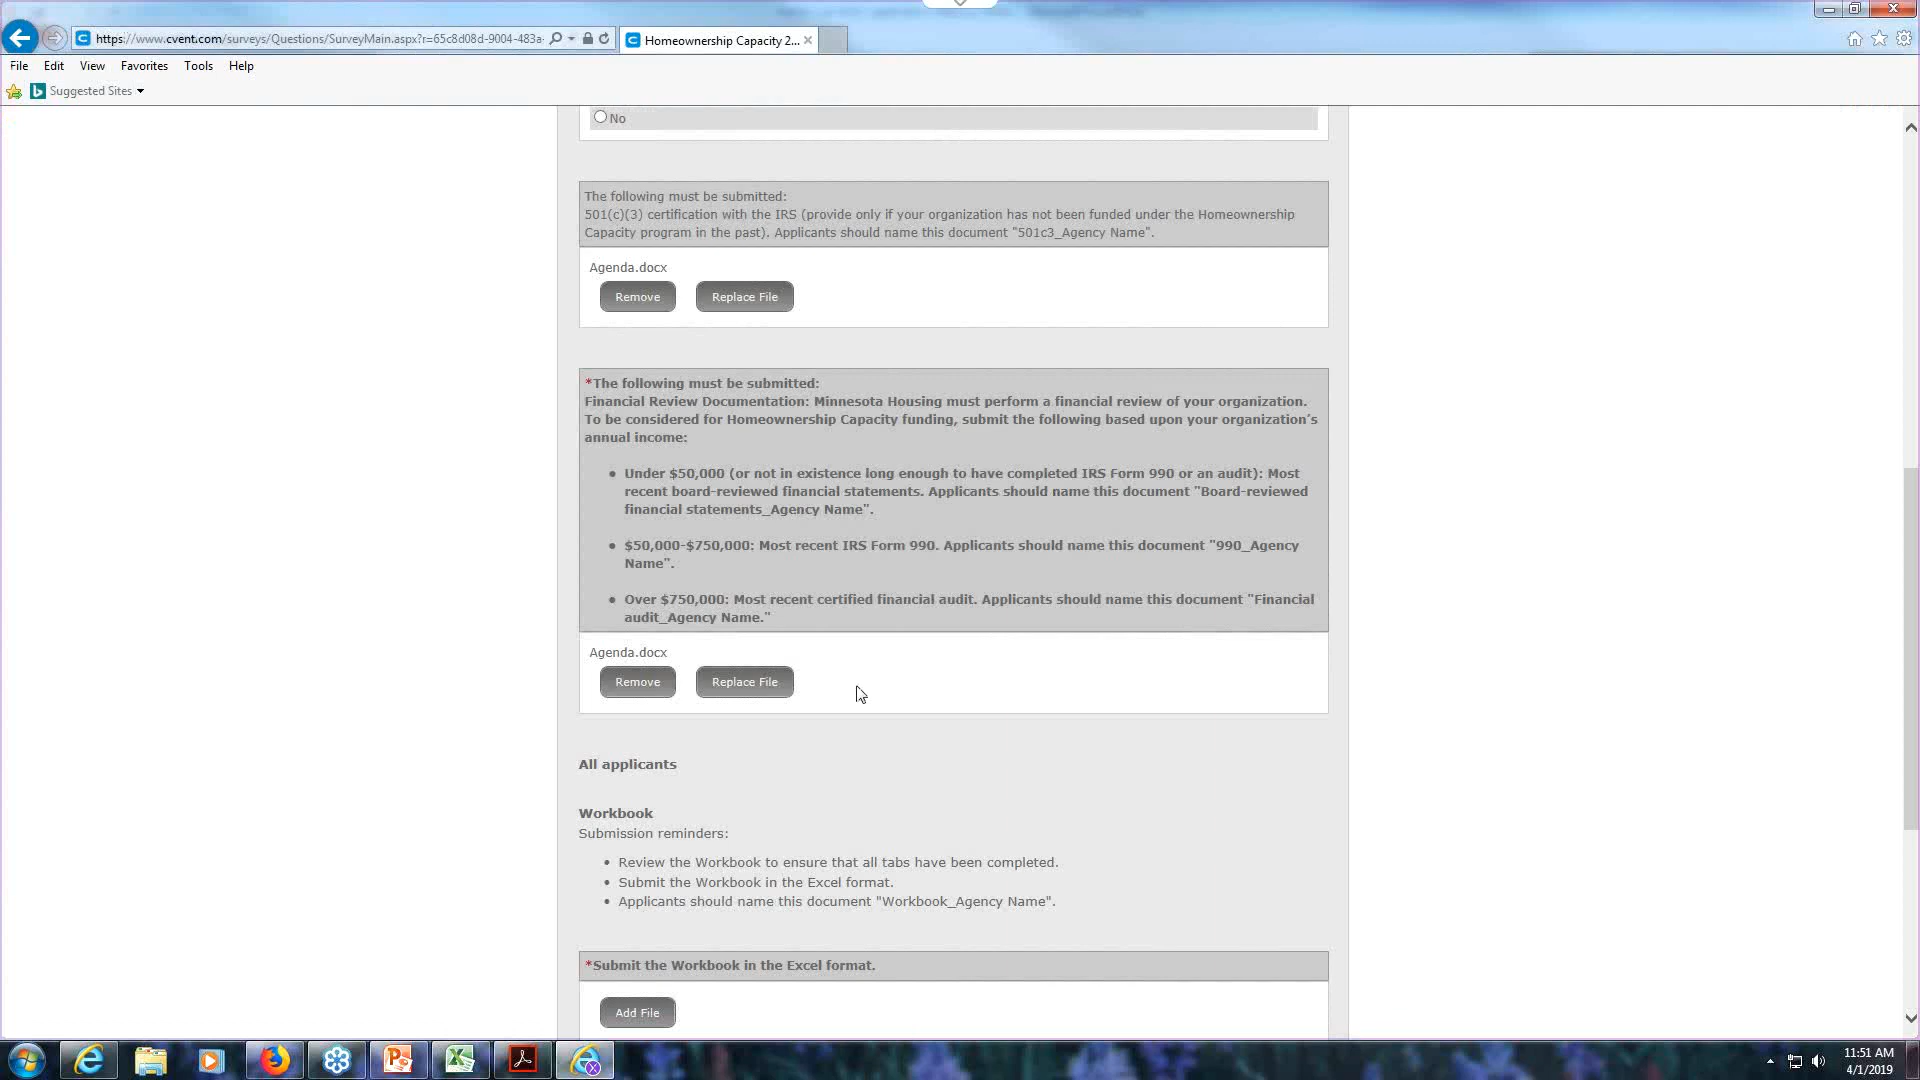 https://www.cvent.com/surveys/Questions/SurveyMain.aspx?r=65c8d08d-9004-483a-
Homeownership Capacity 2...
File Edit View Favorites Tools Help
Suggested Sites
No
The following must be submitted:
501(c)(3) certification with the IRS (provide only if your organization has not been funded under the Homeownership
Capacity program in the past). Applicants should name this document "501c3_Agency Name".
Agenda.docx
Remove Replace File
*The following must be submitted:
Financial Review Documentation: Minnesota Housing must perform a financial review of your organization.
To be considered for Homeownership Capacity funding, submit the following based upon your organization's
annual income:
• Under $50,000 (or not in existence long enough to have completed IRS Form 990 or an audit): Most
recent board-reviewed financial statements. Applicants should name this document "Board-reviewed
financial statements_Agency Name".
• $50,000-$750,000: Most recent IRS Form 990. Applicants should name this document "990_Agency
Name".
• Over $750,000: Most recent certified financial audit. Applicants should name this document "Financial
audit_Agency Name."
Agenda.docx
Remove Replace File
All applicants
Workbook
Submission reminders:
• Review the Workbook to ensure that all tabs have been completed.
• Submit the Workbook in the Excel format.
• Applicants should name this document "Workbook_Agency Name".
*Submit the Workbook in the Excel format.
Add File
11:51 AM
4/1/2019